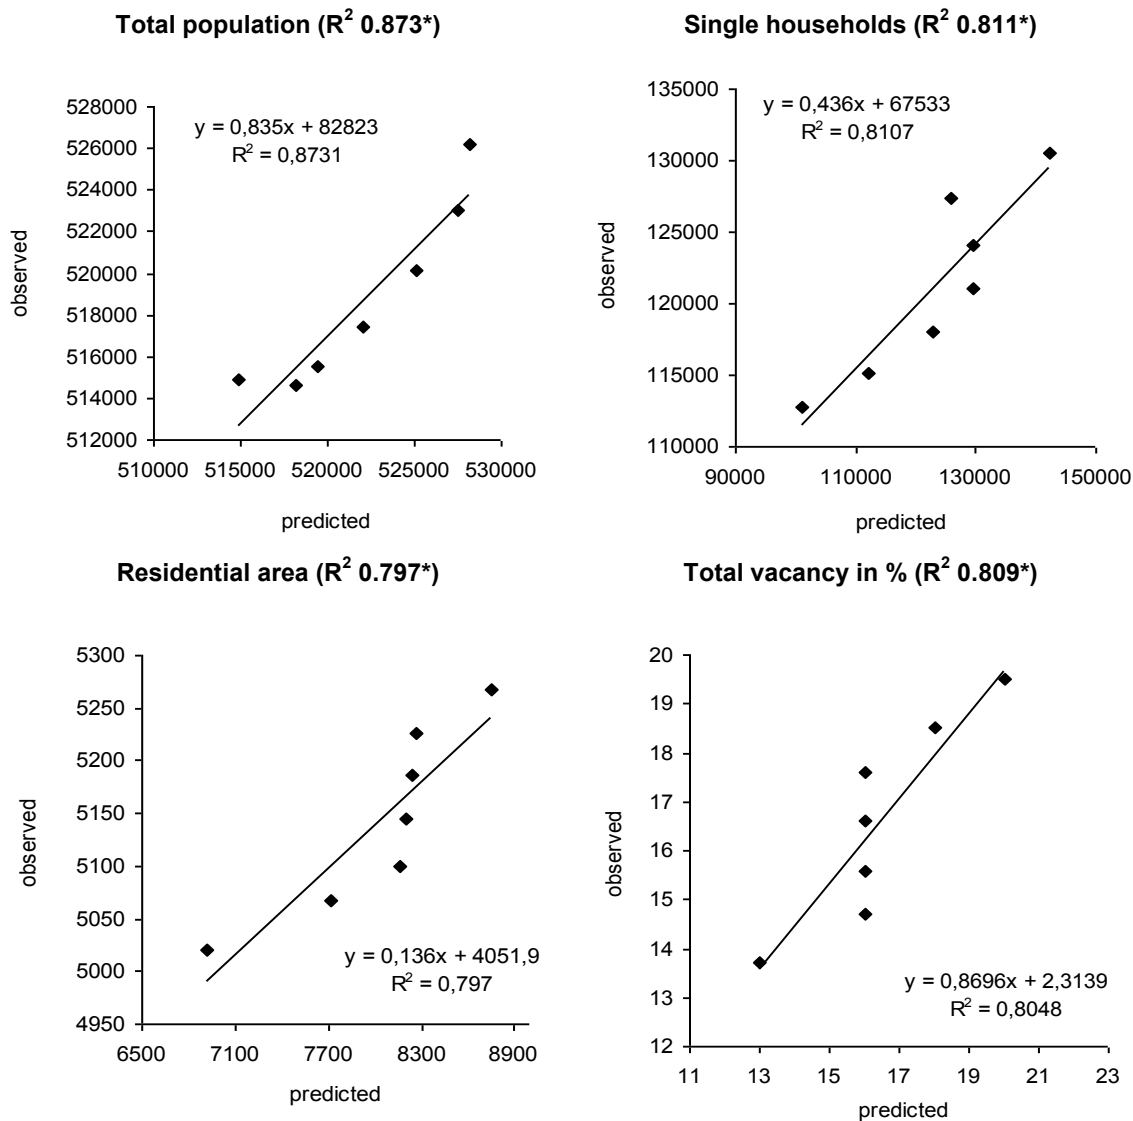 Total population (R² 0.873*)
528000
526000
524000
522000
520000
518000
516000
514000
512000
y = 0,835x + 82823
R² = 0,8731
observed
510000 515000 520000 525000 530000
predicted
Single households (R² 0.811*)
135000
130000
125000
120000
115000
110000
y = 0,436x + 67533
R² = 0,8107
observed
90000 110000 130000 150000
predicted
Residential area (R² 0.797*)
5300
5250
5200
5150
5100
5050
5000
4950
y = 0,136x + 4051,9
R² = 0,797
observed
6500 7100 7700 8300 8900
predicted
Total vacancy in % (R² 0.809*)
20
19
18
17
16
15
14
13
12
y = 0,8696x + 2,3139
R² = 0,8048
observed
11 13 15 17 19 21 23
predicted